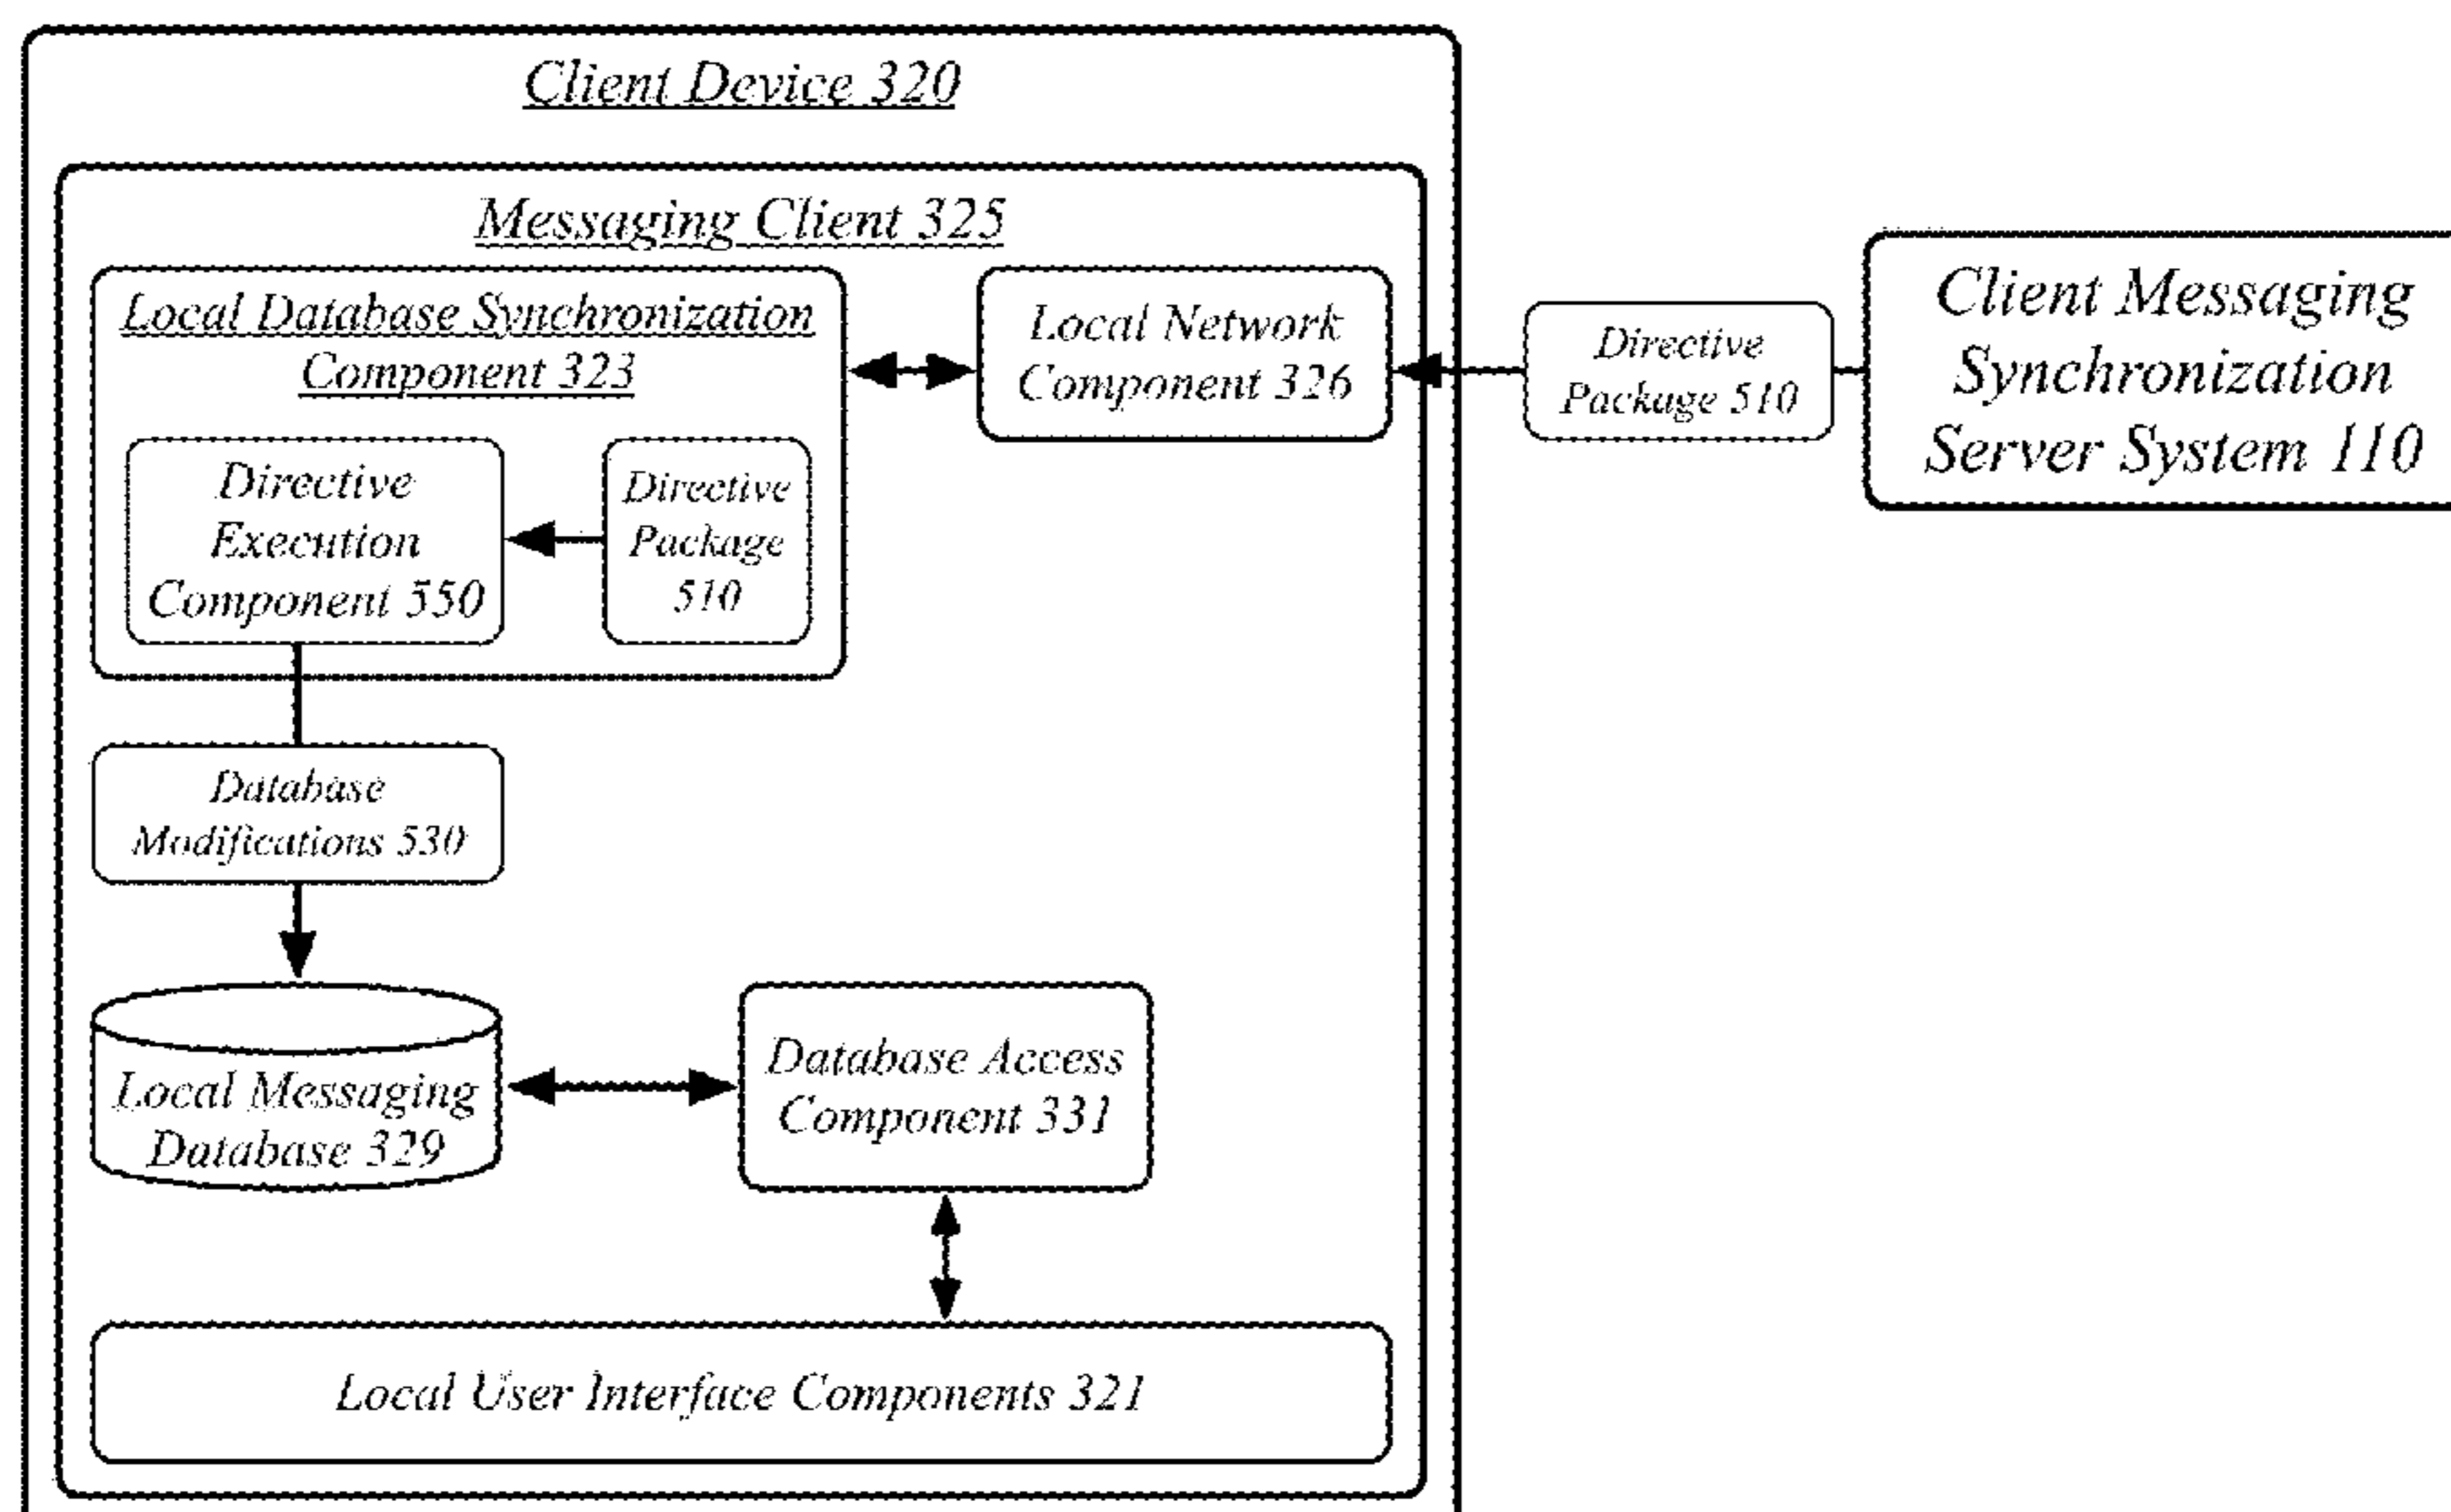 Client Device 320
Messaging Client 325
Local Database Synchronization
Component 323
Directive
Execution
Component 550
Directive
Package
510
Local Network
Component 326
Directive
Package 510
Client Messaging
Synchronization
Server System 110
Database
Modifications 530
Local Messaging
Database 329
Database Access
Component 331
Local User Interface Components 321